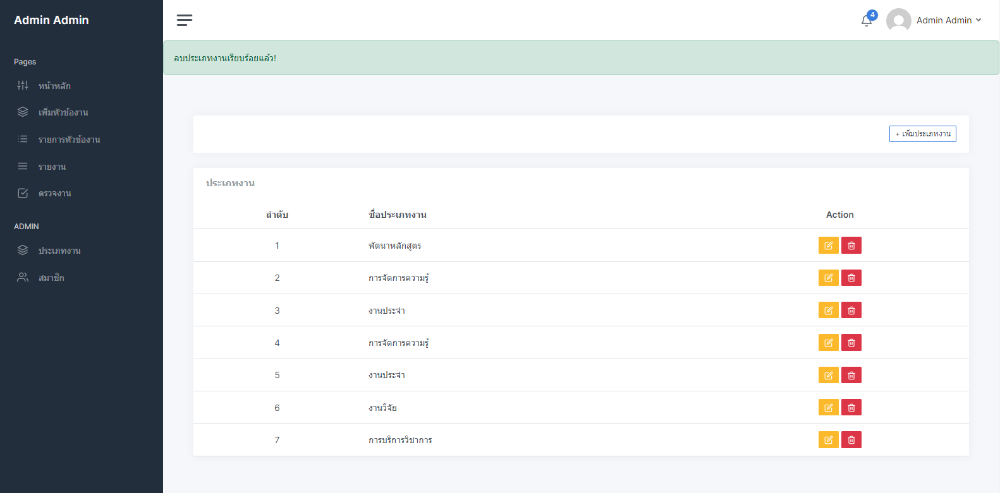 Admin Admin
4
Admin Admin
ลบประเภทงานเรียบร้อยแล้ว!
Pages
หน้าหลัก
เพิ่มหัวข้องาน
รายการหัวข้องาน
รายงาน
ตรวจงาน
ADMIN
ประเภทงาน
สมาชิก
+ เพิ่มประเภทงาน
ประเภทงาน
ลำดับ ชื่อประเภทงาน Action
1 พัฒนาหลักสูตร
2 การจัดการความรู้
3 งานประจำ
4 การจัดการความรู้
5 งานประจำ
6 งานวิจัย
7 การบริการวิชาการ